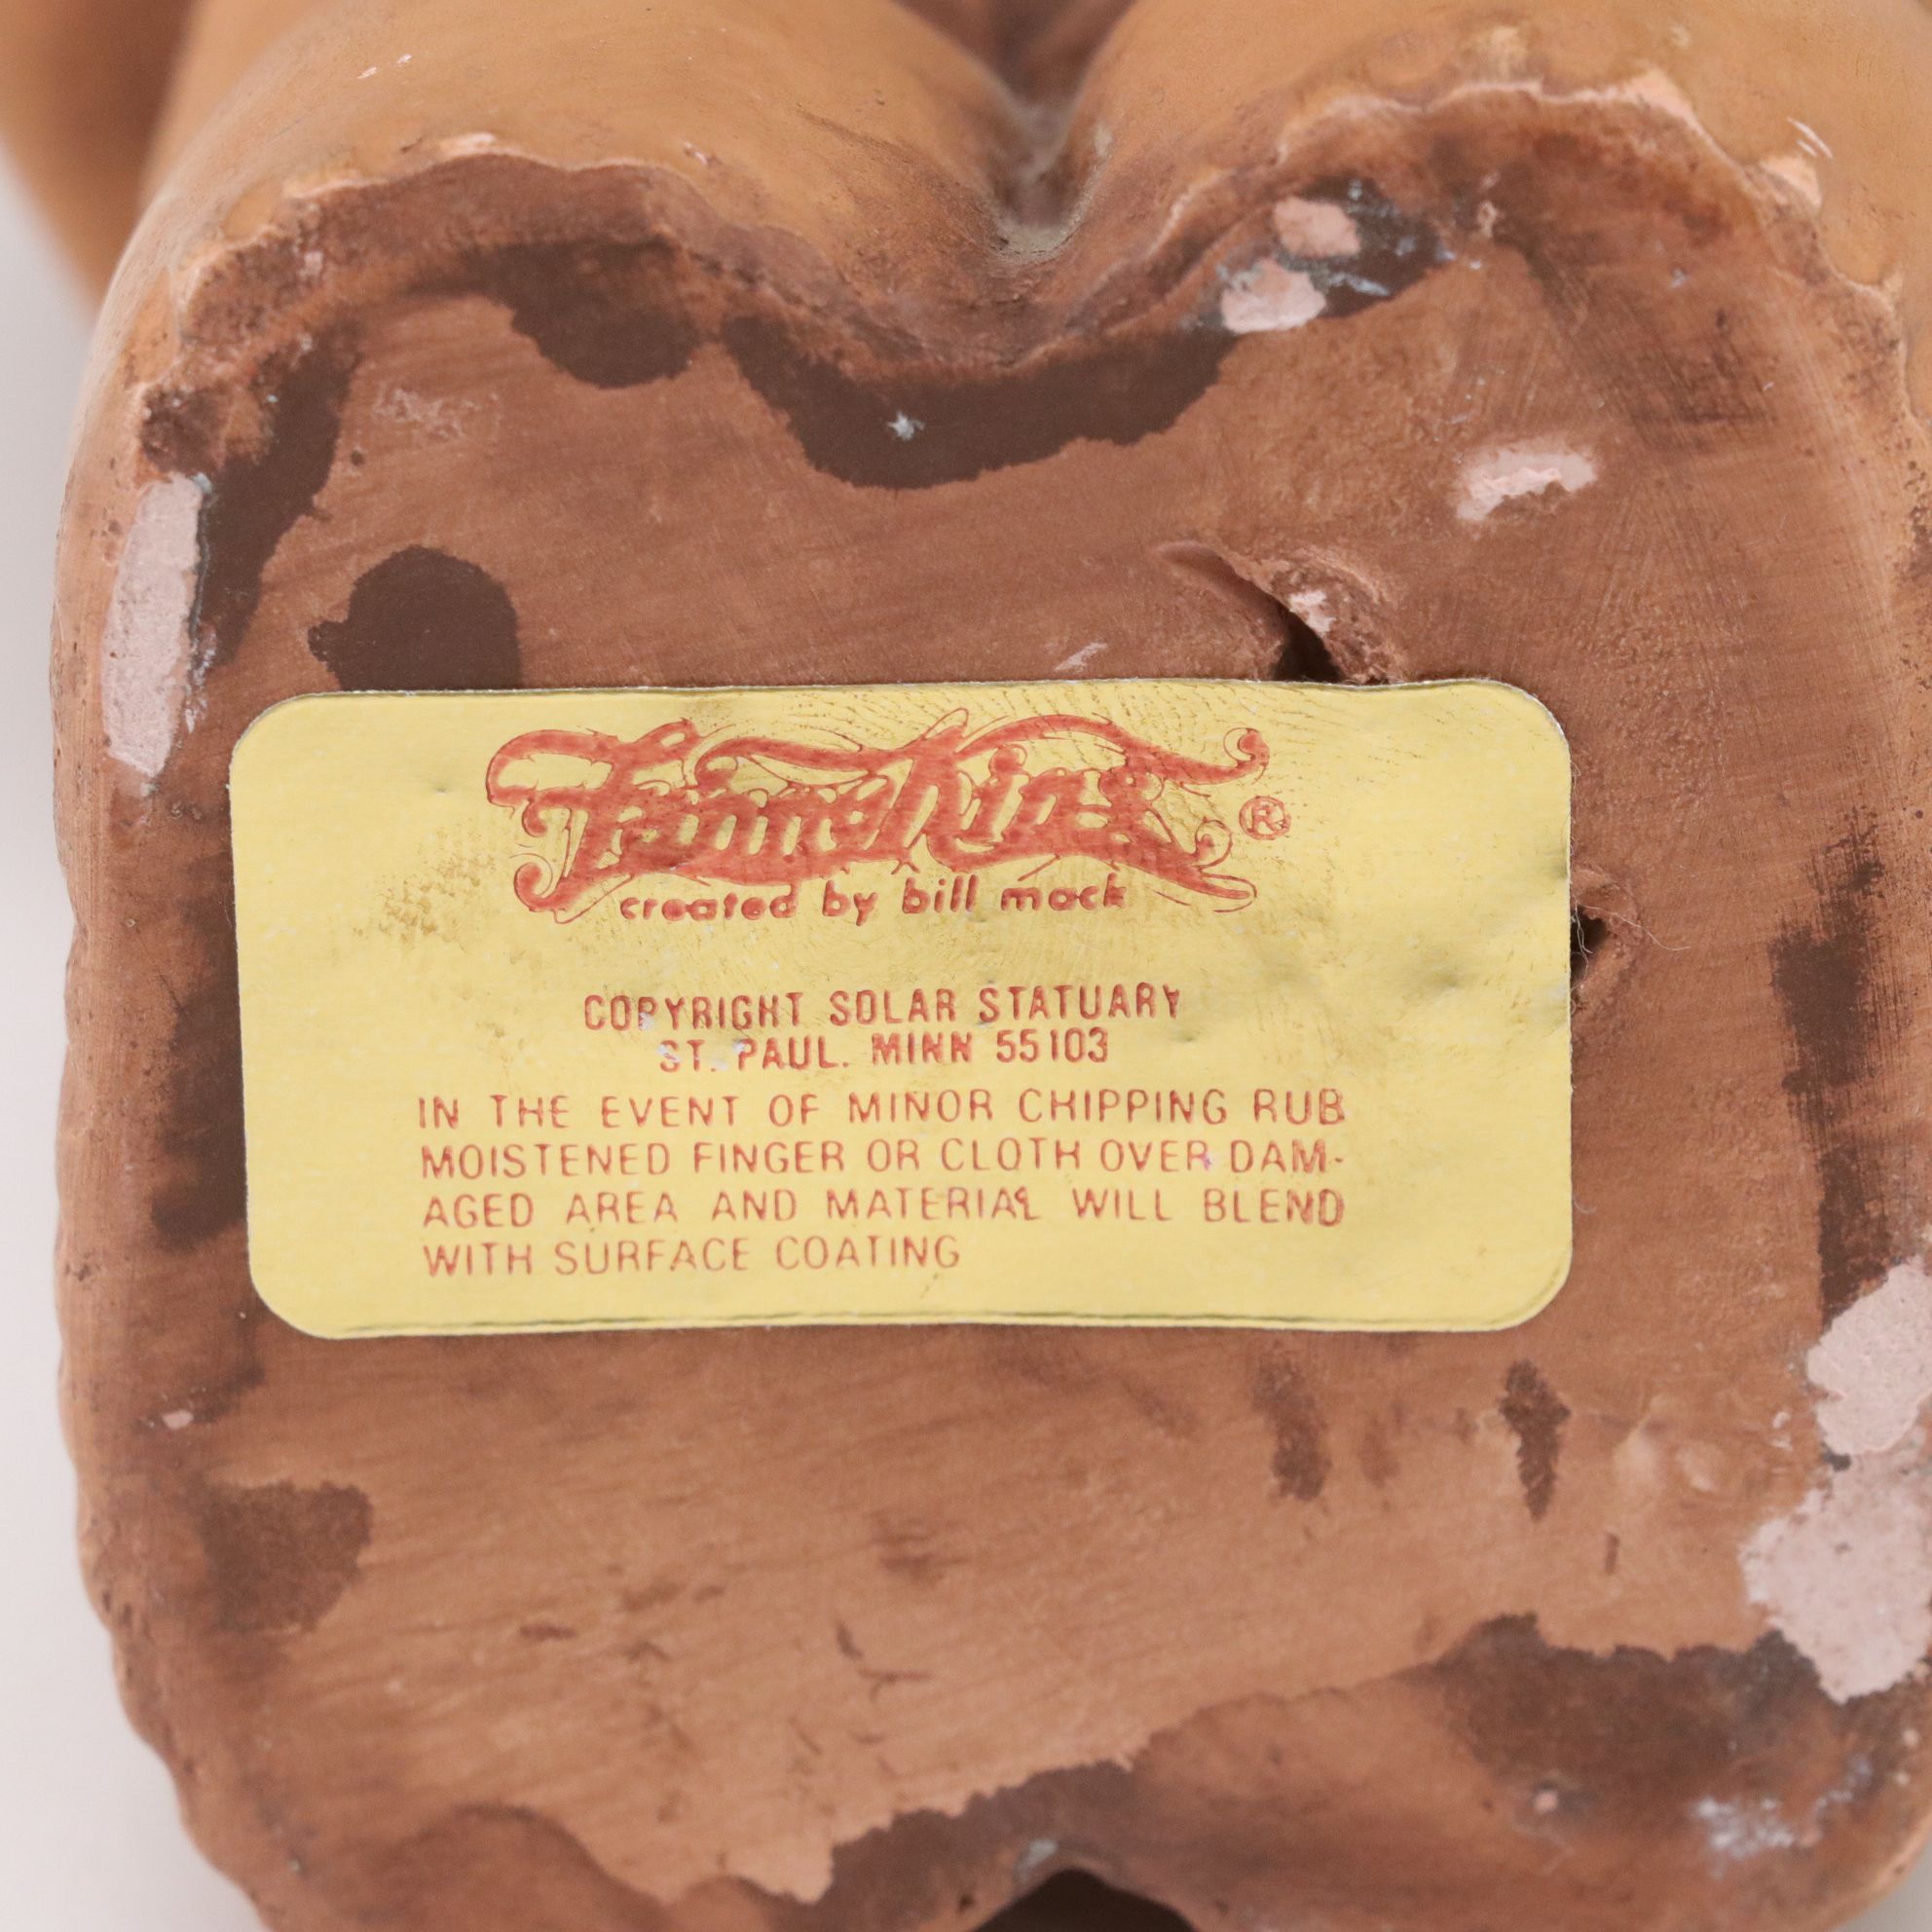 FannyKins ®
created by bill mack
COPYRIGHT SOLAR STATUARY
ST. PAUL. MINN 55103
IN THE EVENT OF MINOR CHIPPING RUB
MOISTENED FINGER OR CLOTH OVER DAM-
AGED AREA AND MATERIAL WILL BLEND
WITH SURFACE COATING